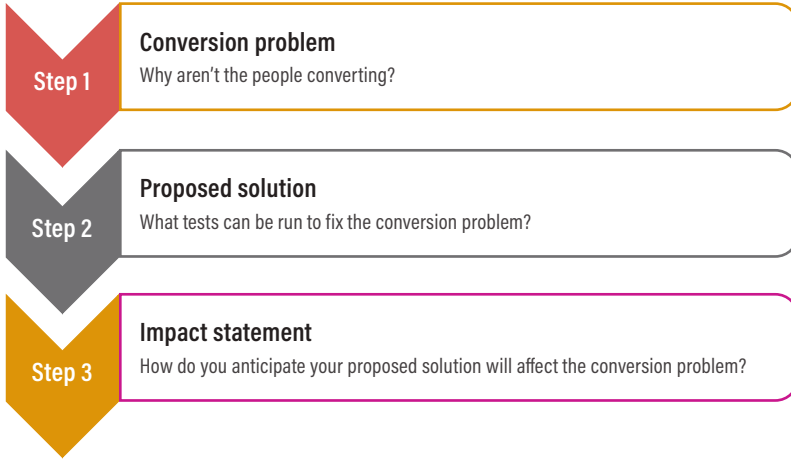 Step 1
Conversion problem
Why aren’t the people converting?
Step 2
Proposed solution
What tests can be run to fix the conversion problem?
Step 3
Impact statement
How do you anticipate your proposed solution will affect the conversion problem?